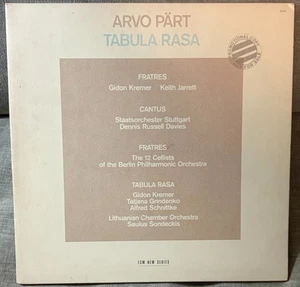 ARVO PÄRT
TABULA RASA
FRATRES
Gidon Kremer Keith Jarrett
CANTUS
Staatsorchester Stuttgart
Dennis Russell Davies
FRATRES
The 12 Cellists
of the Berlin Philharmonic Orchestra
TABULA RASA
Gidon Kremer
Tatjana Grindenko
Alfred Schnittke
Lithuanian Chamber Orchestra
Saulus Sondeckis
ECM NEW SERIES